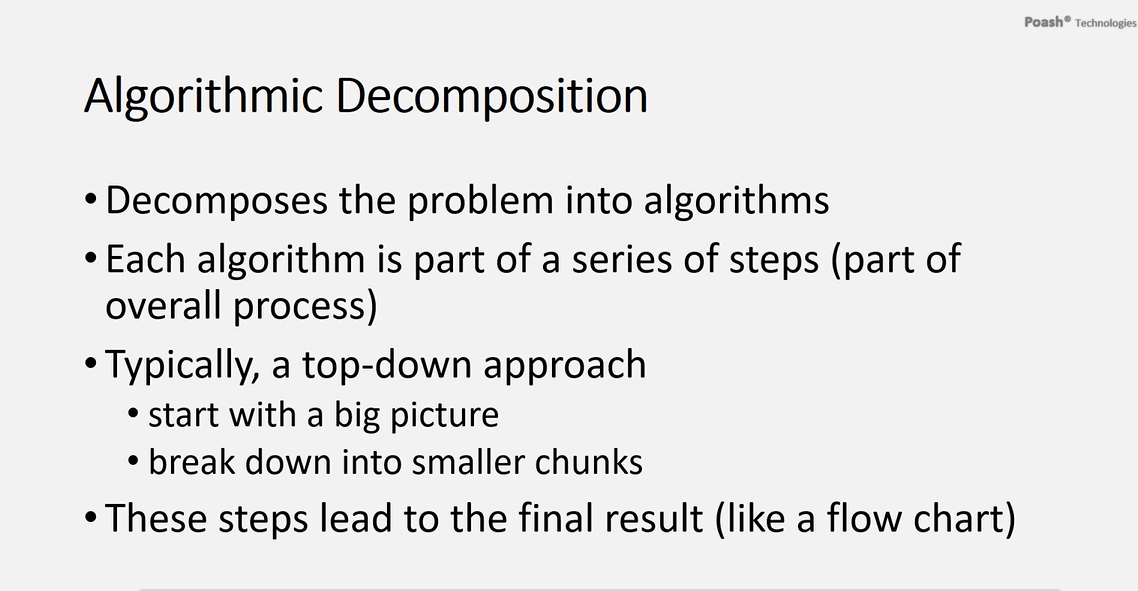 Poash® Technologies
Algorithmic Decomposition
• Decomposes the problem into algorithms
• Each algorithm is part of a series of steps (part of
overall process)
• Typically, a top-down approach
• start with a big picture
• break down into smaller chunks
• These steps lead to the final result (like a flow chart)